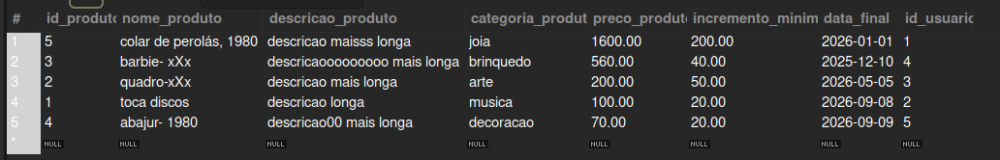 # id_produto nome_produto descricao_produto categoria_produt preco_produto incremento_minim data_final id_usuario
1 5 colar de perolás, 1980 descricao maisss longa joia 1600.00 200.00 2026-01-01 1
2 3 barbie- xXx descricaooooooooo mais longa brinquedo 560.00 40.00 2025-12-10 4
3 2 quadro-xXx descricao mais longa arte 200.00 50.00 2026-05-05 3
4 1 toca discos descricao longa musica 100.00 20.00 2026-09-08 2
5 4 abajur- 1980 descricao00 mais longa decoracao 70.00 20.00 2026-09-09 5
* NULL NULL NULL NULL NULL NULL NULL NULL